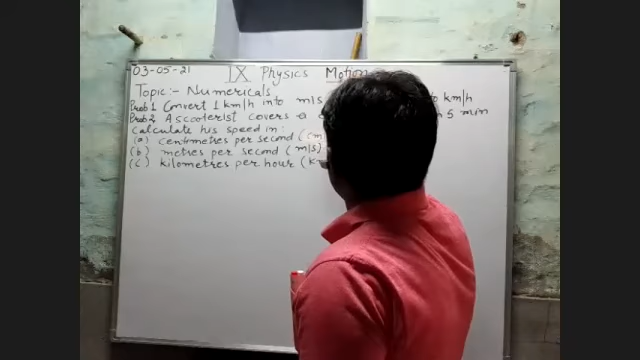 03-05-21 IX Physics Motion
Topic:- Numericals
Prob 1 Convert 1 km/h into m/s km/h
Prob 2 A scooterist covers a 5 min
calculate his speed in:
(a) centimetres per second (cm
(b) metres per second (m/s)
(c) kilometres per hour (km